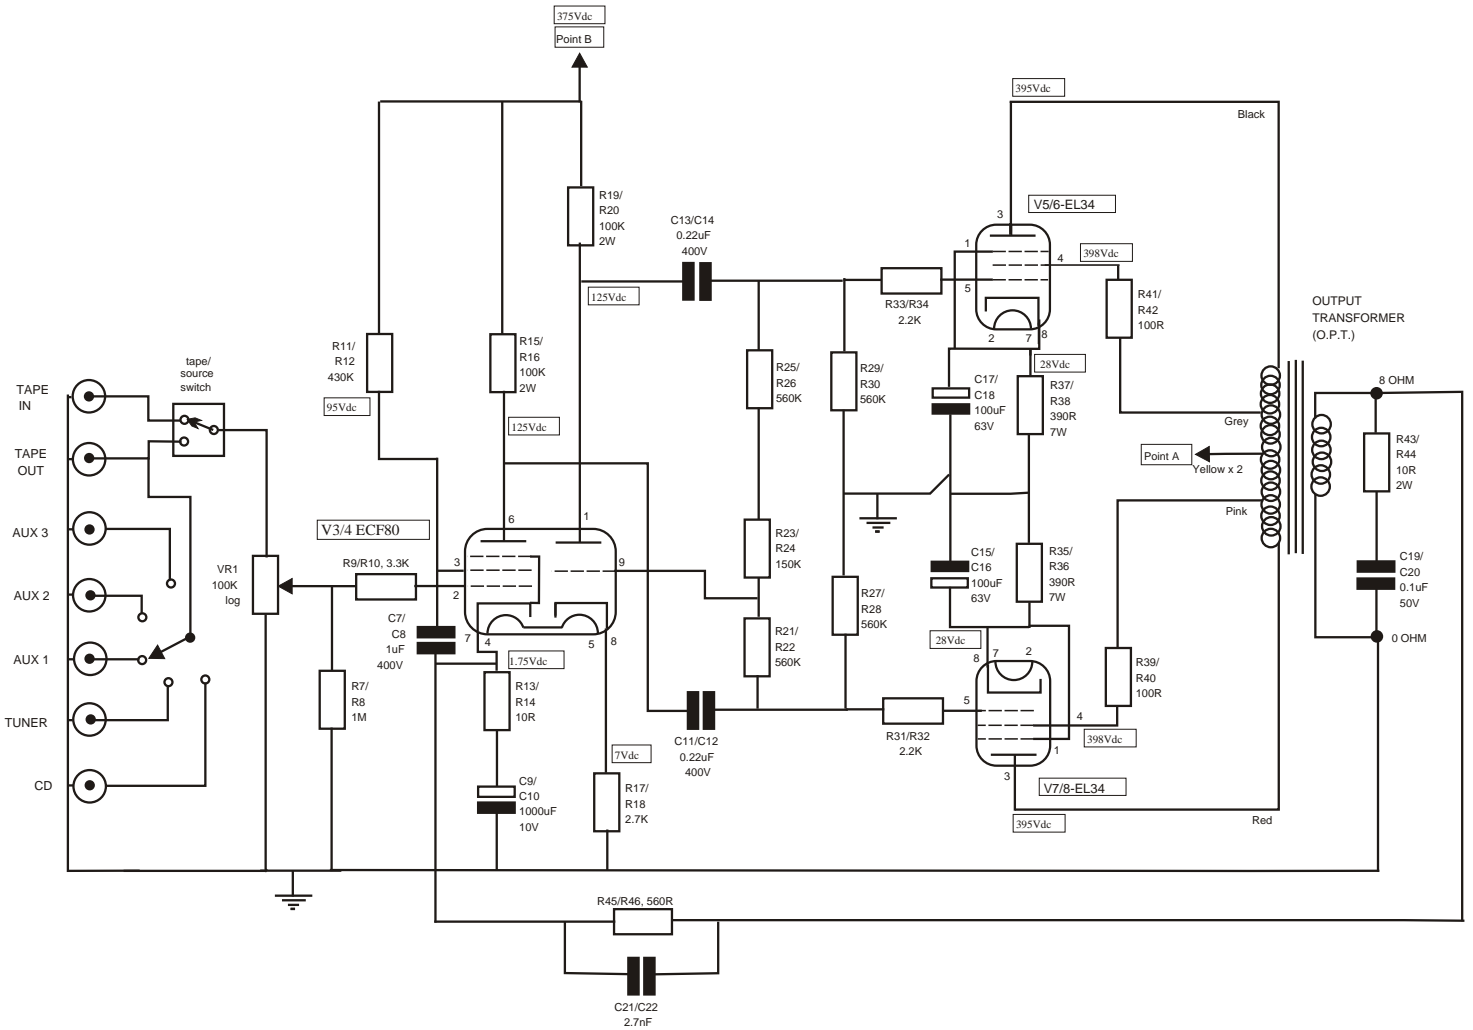 375Vdc
Point B
395Vdc
Black
R19/
R20
100K
2W
C13/C14
0.22uF
400V
V5/6-EL34
3
1
398Vdc
4
5
125Vdc
R33/R34
2.2K
2
7
8
R41/
R42
100R
OUTPUT
TRANSFORMER
(O.P.T.)
tape/
source
switch
R11/
R12
430K
95Vdc
R15/
R16
100K
2W
125Vdc
R25/
R26
560K
R29/
R30
560K
28Vdc
C17/
C18
100uF
63V
R37/
R38
390R
7W
TAPE
IN
8 OHM
Grey
Point A
Yellow x 2
R43/
R44
10R
2W
TAPE
OUT
Pink
AUX 3
V3/4 ECF80
6
1
R23/
R24
150K
R9/R10, 3.3K
3
2
9
VR1
100K
log
C15/
C16
100uF
63V
R35/
R36
390R
7W
C19/
C20
0.1uF
50V
AUX 2
R27/
R28
560K
C7/
C8
1uF
400V
7
4
5
8
R21/
R22
560K
28Vdc
0 OHM
AUX 1
1.75Vdc
8
7
2
R39/
R40
100R
R7/
R8
1M
R13/
R14
10R
5
4
TUNER
R31/R32
2.2K
398Vdc
1
C11/C12
0.22uF
400V
7Vdc
3
CD
C9/
C10
1000uF
10V
R17/
R18
2.7K
V7/8-EL34
395Vdc
Red
R45/R46, 560R
C21/C22
2.7nF